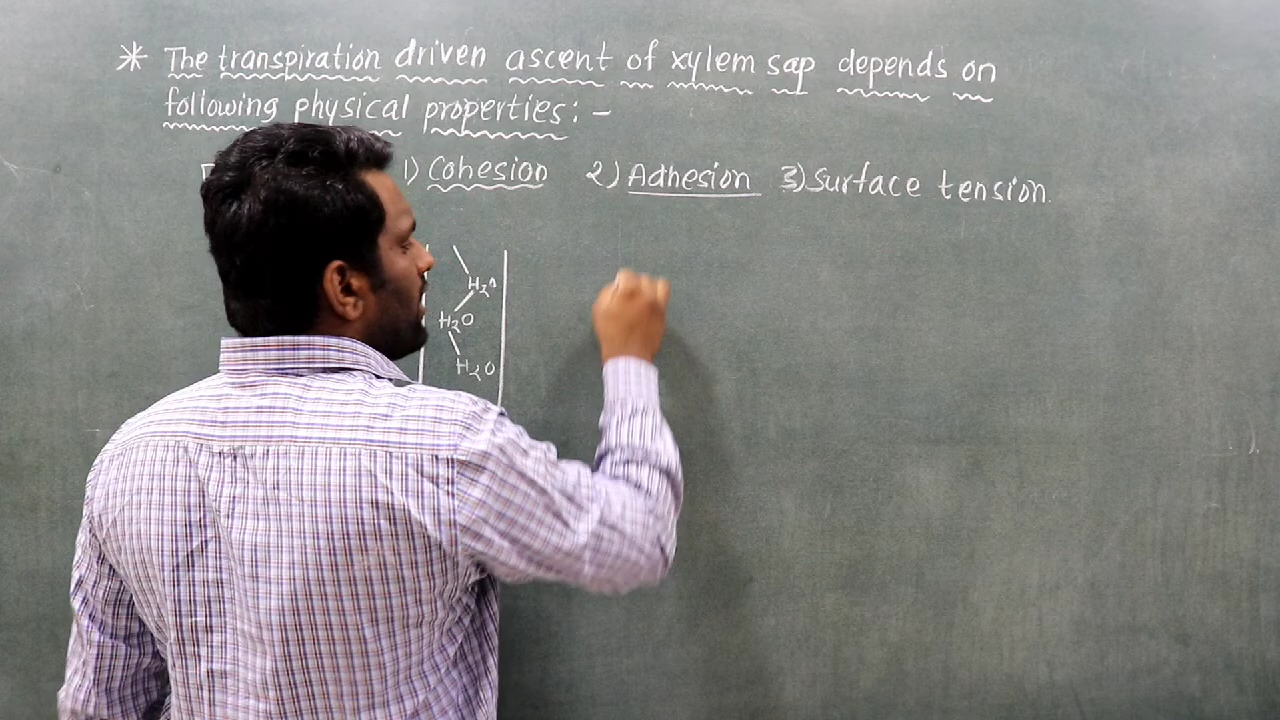 * The transpiration driven ascent of xylem sap depends on
following physical properties: -
1) Cohesion 2) Adhesion 3) Surface tension.
H₂O
H₂O
H₂O